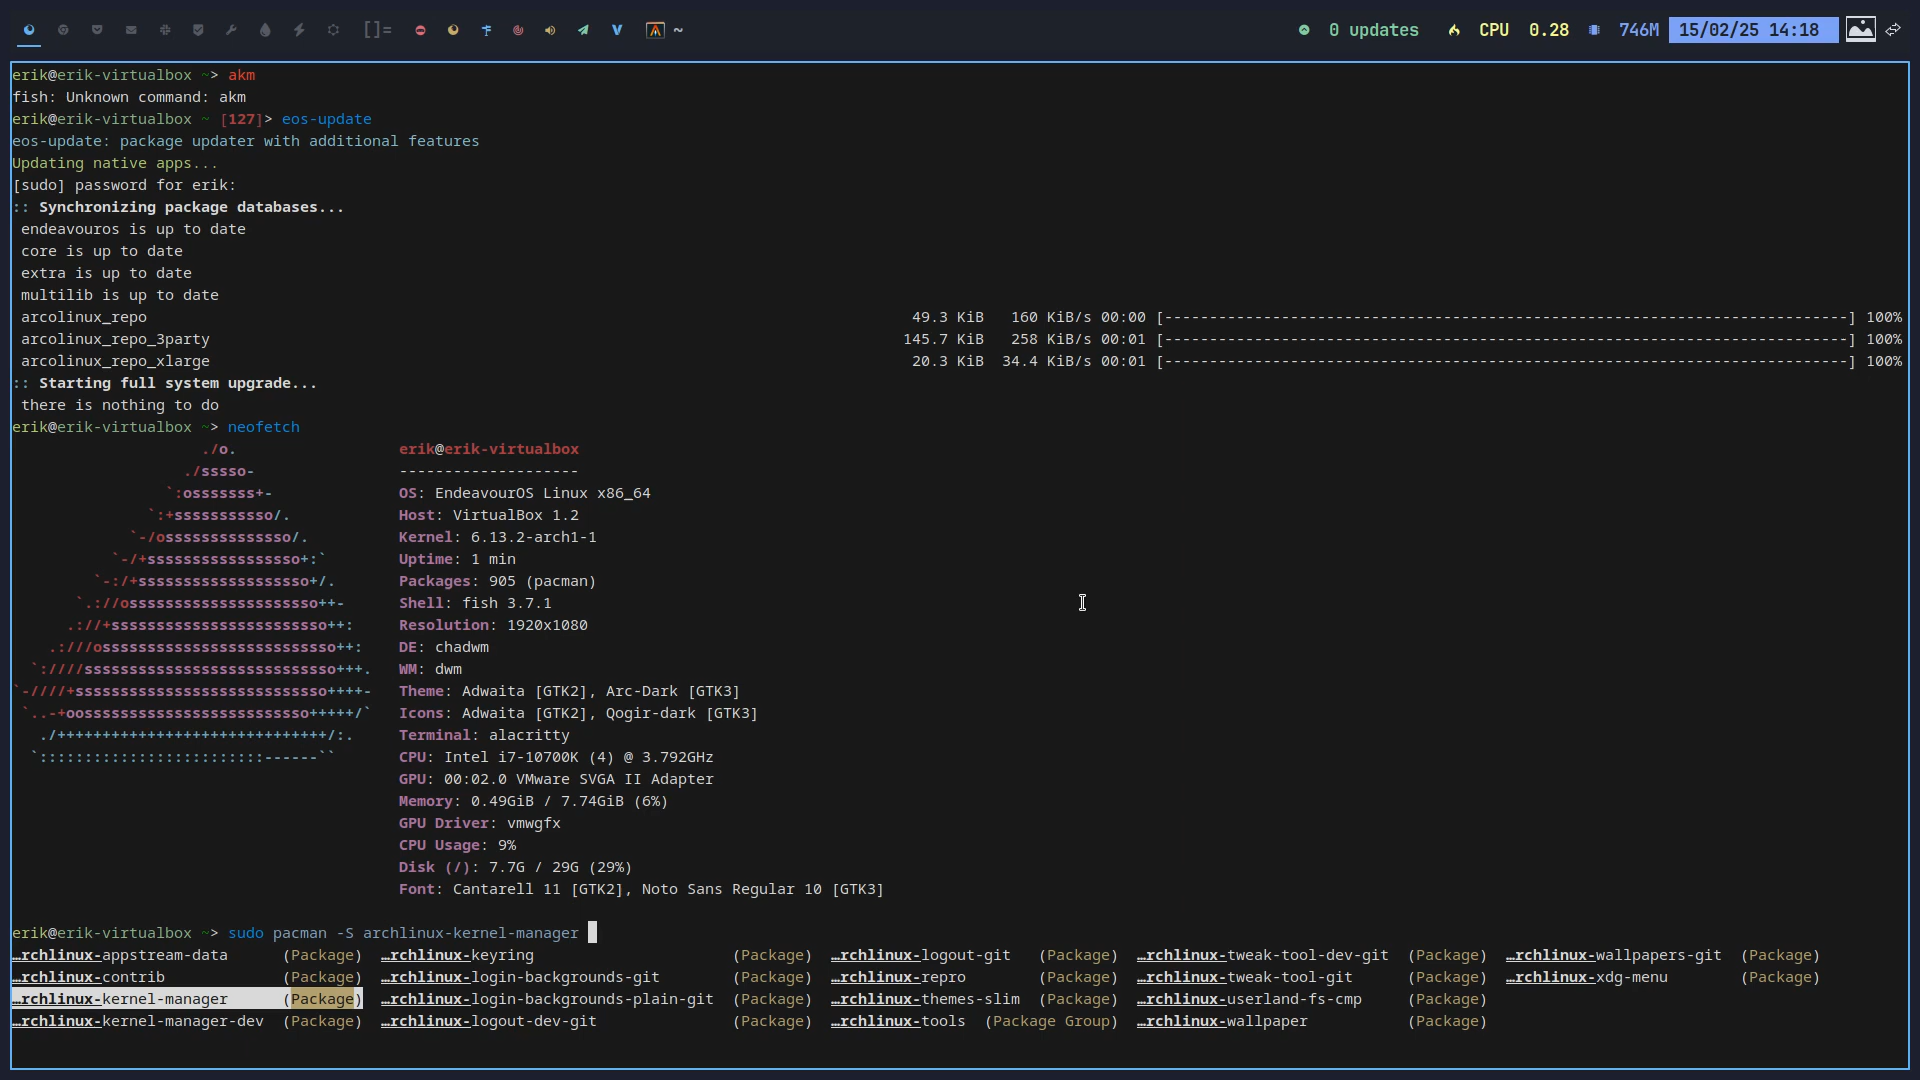 []= ~ 0 updates CPU 0.28 746M 15/02/25 14:18
erik@erik-virtualbox ~> akm
fish: Unknown command: akm
erik@erik-virtualbox ~ [127]> eos-update
eos-update: package updater with additional features
Updating native apps...
[sudo] password for erik:
:: Synchronizing package databases...
endeavouros is up to date
core is up to date
extra is up to date
multilib is up to date
arcolinux_repo 49.3 KiB 160 KiB/s 00:00 [----------------------------------------------------------------------------] 100%
arcolinux_repo_3party 145.7 KiB 258 KiB/s 00:01 [----------------------------------------------------------------------------] 100%
arcolinux_repo_xlarge 20.3 KiB 34.4 KiB/s 00:01 [----------------------------------------------------------------------------] 100%
:: Starting full system upgrade...
there is nothing to do
erik@erik-virtualbox ~> neofetch
./o. erik@erik-virtualbox
./sssso- --------------------
`:osssssss+- OS: EndeavourOS Linux x86_64
`:+sssssssssso/. Host: VirtualBox 1.2
`-/ossssssssssssso/. Kernel: 6.13.2-arch1-1
`-/+sssssssssssssssso+:` Uptime: 1 min
`-:/+sssssssssssssssssso+/. Packages: 905 (pacman)
`.://osssssssssssssssssssso++- Shell: fish 3.7.1
.://+ssssssssssssssssssssssso++: Resolution: 1920x1080
.:///ossssssssssssssssssssssssso++: DE: chadwm
`:////ssssssssssssssssssssssssssso+++. WM: dwm
`-////+ssssssssssssssssssssssssssso++++- Theme: Adwaita [GTK2], Arc-Dark [GTK3]
`..-+oosssssssssssssssssssssssso+++++/` Icons: Adwaita [GTK2], Qogir-dark [GTK3]
./++++++++++++++++++++++++++++++/:. Terminal: alacritty
`:::::::::::::::::::::::::------`` CPU: Intel i7-10700K (4) @ 3.792GHz
GPU: 00:02.0 VMware SVGA II Adapter
Memory: 0.49GiB / 7.74GiB (6%)
GPU Driver: vmwgfx
CPU Usage: 9%
Disk (/): 7.7G / 29G (29%)
Font: Cantarell 11 [GTK2], Noto Sans Regular 10 [GTK3]
erik@erik-virtualbox ~> sudo pacman -S archlinux-kernel-manager
…rchlinux-appstream-data (Package) …rchlinux-keyring (Package) …rchlinux-logout-git (Package) …rchlinux-tweak-tool-dev-git (Package) …rchlinux-wallpapers-git (Package)
…rchlinux-contrib (Package) …rchlinux-login-backgrounds-git (Package) …rchlinux-repro (Package) …rchlinux-tweak-tool-git (Package) …rchlinux-xdg-menu (Package)
…rchlinux-kernel-manager (Package) …rchlinux-login-backgrounds-plain-git (Package) …rchlinux-themes-slim (Package) …rchlinux-userland-fs-cmp (Package)
…rchlinux-kernel-manager-dev (Package) …rchlinux-logout-dev-git (Package) …rchlinux-tools (Package Group) …rchlinux-wallpaper (Package)